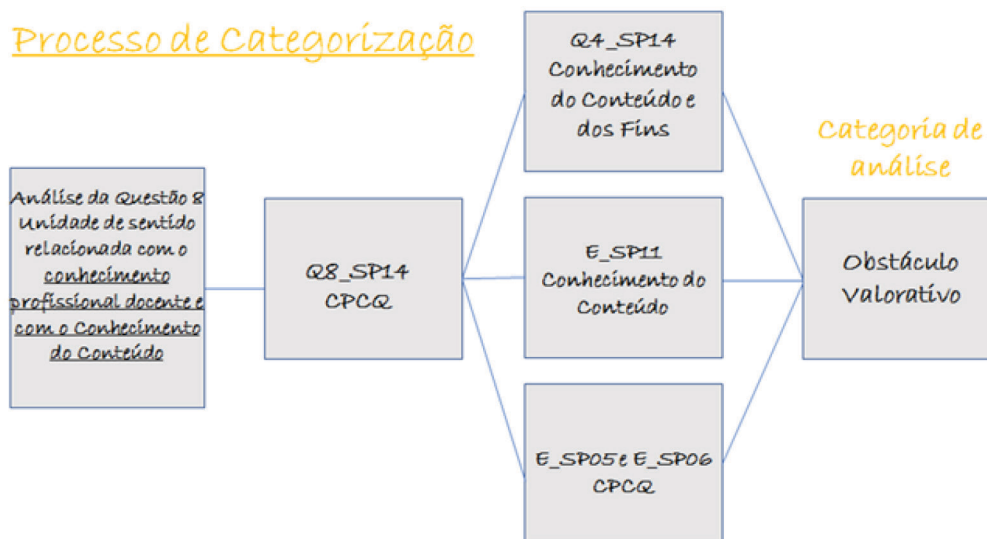 Processo de Categorização
Análise da Questão 8
Unidade de sentido
relacionada com o
conhecimento
profissional docente e
com o Conhecimento
do Conteúdo
Q8_SP14
CPCQ
Q4_SP14
Conhecimento
do Conteúdo e
dos Fins
E_SP11
Conhecimento do
Conteúdo
E_SP05 e E_SP06
CPCQ
Categoria de
análise
Obstáculo
Valorativo